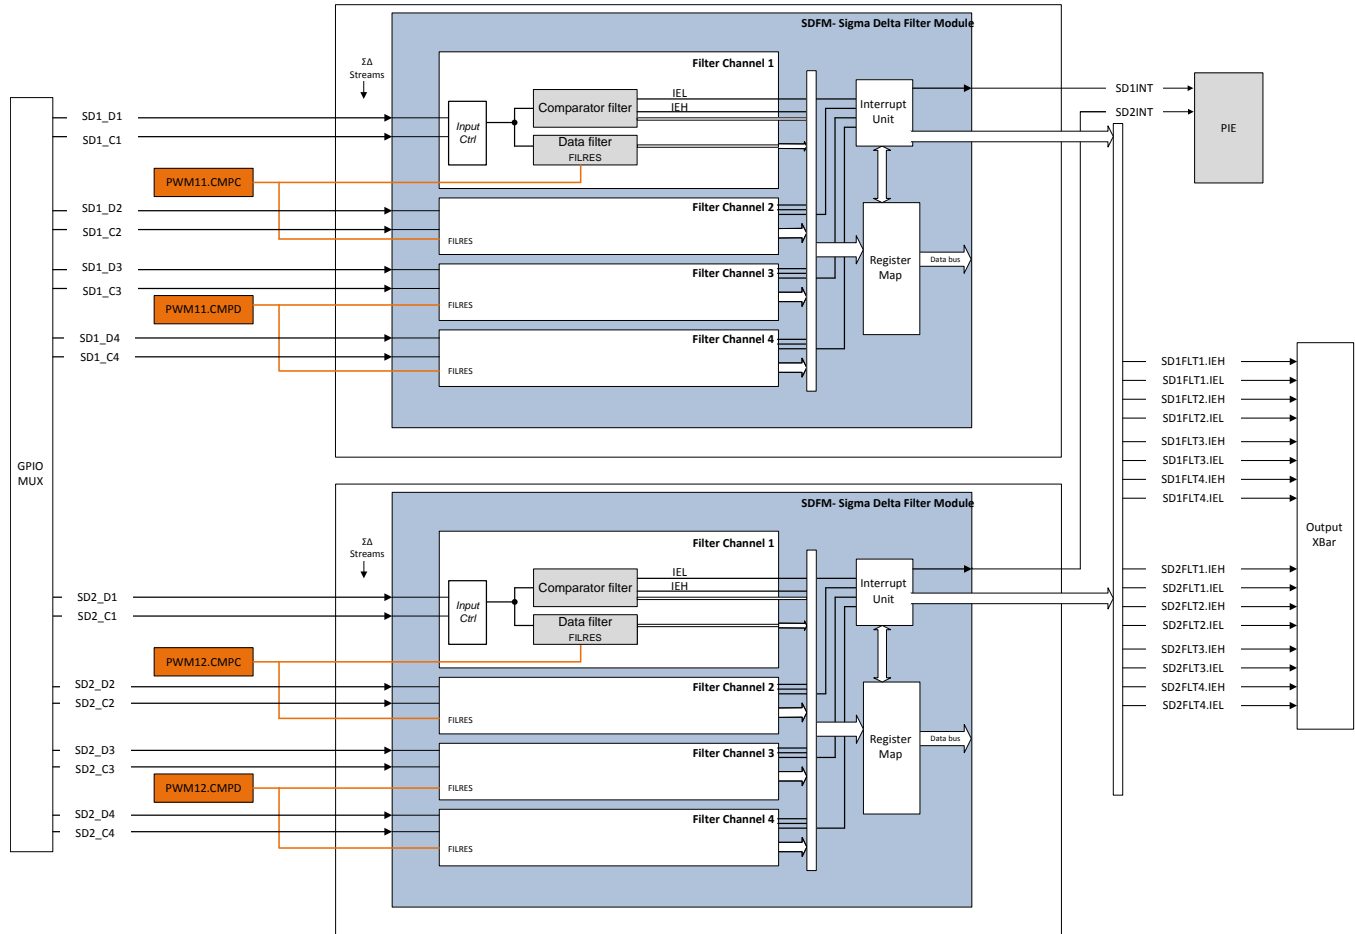 SDFM- Sigma Delta Filter Module
ΣΔ
Streams
Filter Channel 1
IEL
IEH
Comparator filter
Input
Ctrl
Data filter
FILRES
Interrupt
Unit
SD1_D1
SD1_C1
PWM11.CMPC
SD1_D2
SD1_C2
Filter Channel 2
FILRES
SD1_D3
SD1_C3
Filter Channel 3
PWM11.CMPD
FILRES
SD1_D4
SD1_C4
Filter Channel 4
FILRES
Register
Map
Data bus
SD1INT
SD2INT
PIE
GPIO
MUX
SDFM- Sigma Delta Filter Module
ΣΔ
Streams
Filter Channel 1
IEL
IEH
Comparator filter
Input
Ctrl
Data filter
FILRES
Interrupt
Unit
SD2_D1
SD2_C1
PWM12.CMPC
SD2_D2
SD2_C2
Filter Channel 2
FILRES
SD2_D3
SD2_C3
Filter Channel 3
PWM12.CMPD
FILRES
SD2_D4
SD2_C4
Filter Channel 4
FILRES
Register
Map
Data bus
SD1FLT1.IEH
SD1FLT1.IEL
SD1FLT2.IEH
SD1FLT2.IEL
SD1FLT3.IEH
SD1FLT3.IEL
SD1FLT4.IEH
SD1FLT4.IEL
SD2FLT1.IEH
SD2FLT1.IEL
SD2FLT2.IEH
SD2FLT2.IEL
SD2FLT3.IEH
SD2FLT3.IEL
SD2FLT4.IEH
SD2FLT4.IEL
Output
XBar